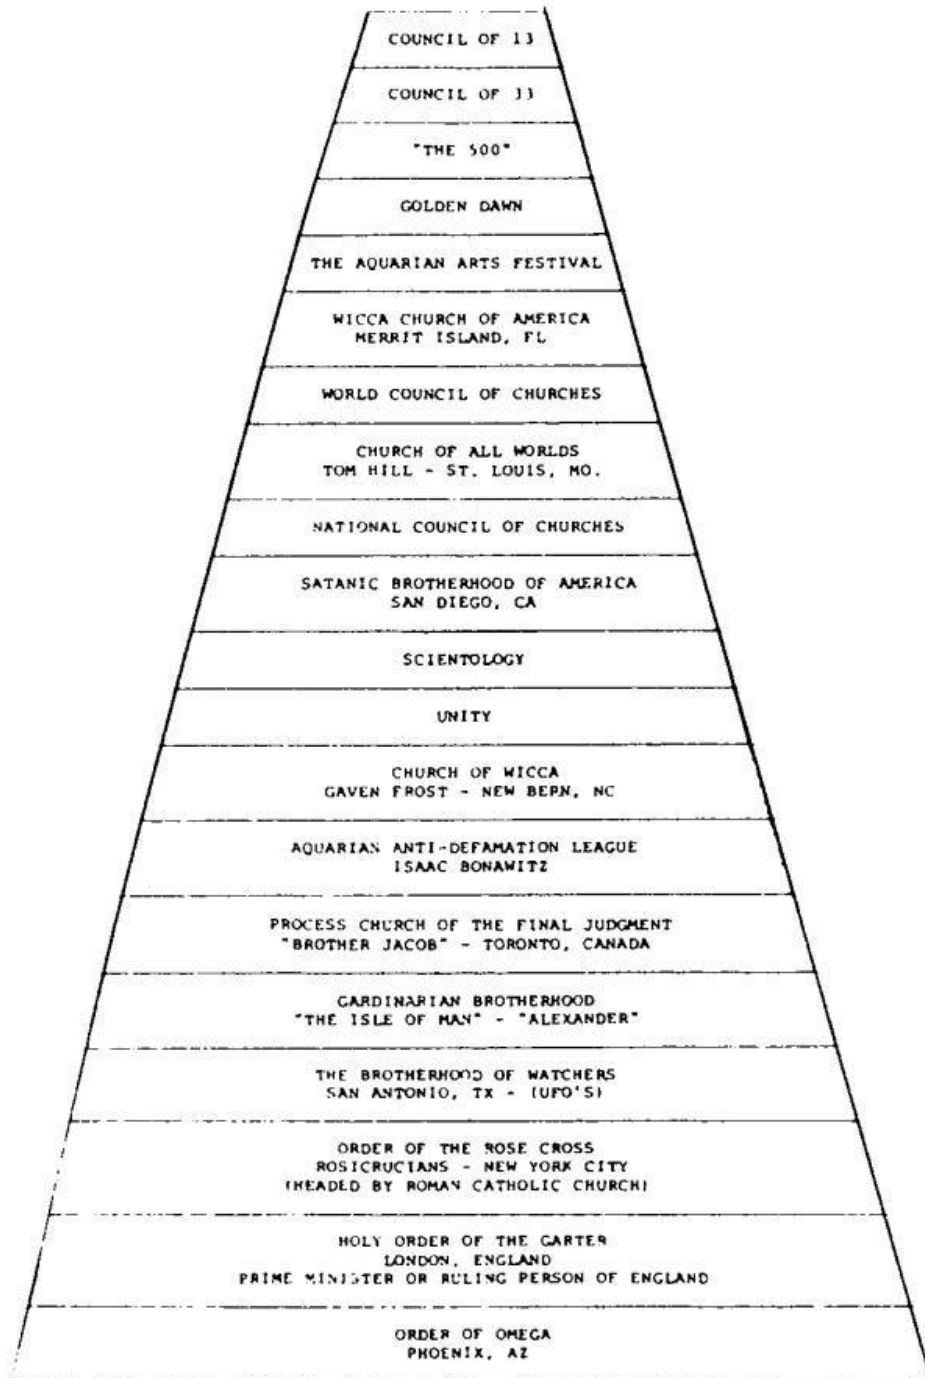 COUNCIL OF 13
COUNCIL OF 33
"THE 500"
GOLDEN DAWN
THE AQUARIAN ARTS FESTIVAL
WICCA CHURCH OF AMERICA
MERRIT ISLAND, FL
WORLD COUNCIL OF CHURCHES
CHURCH OF ALL WORLDS
TOM HILL - ST. LOUIS, MO.
NATIONAL COUNCIL OF CHURCHES
SATANIC BROTHERHOOD OF AMERICA
SAN DIEGO, CA
SCIENTOLOGY
UNITY
CHURCH OF WICCA
GAVEN FROST - NEW BERN, NC
AQUARIAN ANTI-DEFAMATION LEAGUE
ISAAC BONAWITZ
PROCESS CHURCH OF THE FINAL JUDGMENT
"BROTHER JACOB" - TORONTO, CANADA
GARDINARIAN BROTHERHOOD
"THE ISLE OF MAN" - "ALEXANDER"
THE BROTHERHOOD OF WATCHERS
SAN ANTONIO, TX - (UFO'S)
ORDER OF THE ROSE CROSS
ROSICRUCIANS - NEW YORK CITY
(HEADED BY ROMAN CATHOLIC CHURCH)
HOLY ORDER OF THE GARTER
LONDON, ENGLAND
PRIME MINISTER OR RULING PERSON OF ENGLAND
ORDER OF OMEGA
PHOENIX, AZ